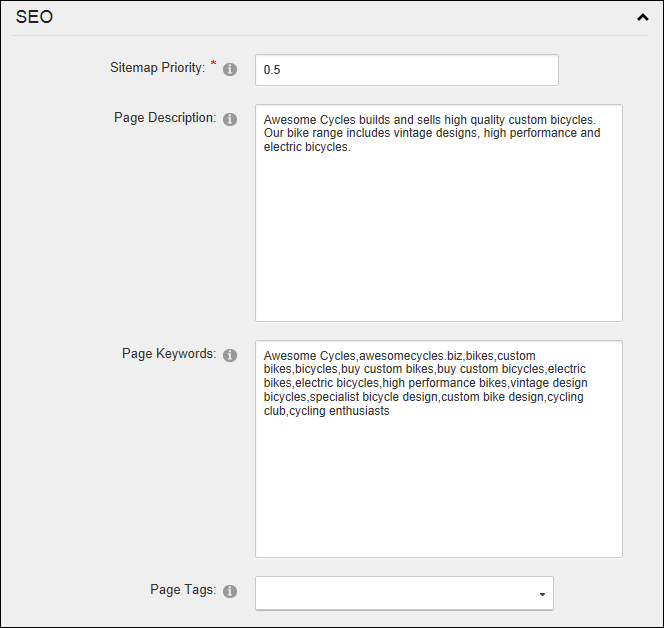 SEO
Sitemap Priority: *
0.5
Page Description:
Awesome Cycles builds and sells high quality custom bicycles.
Our bike range includes vintage designs, high performance and
electric bicycles.
Page Keywords:
Awesome Cycles,awesomecycles.biz,bikes,custom
bikes,bicycles,buy custom bikes,buy custom bicycles,electric
bikes,electric bicycles,high performance bikes,vintage design
bicycles,specialist bicycle design,custom bike design,cycling
club,cycling enthusiasts
Page Tags: